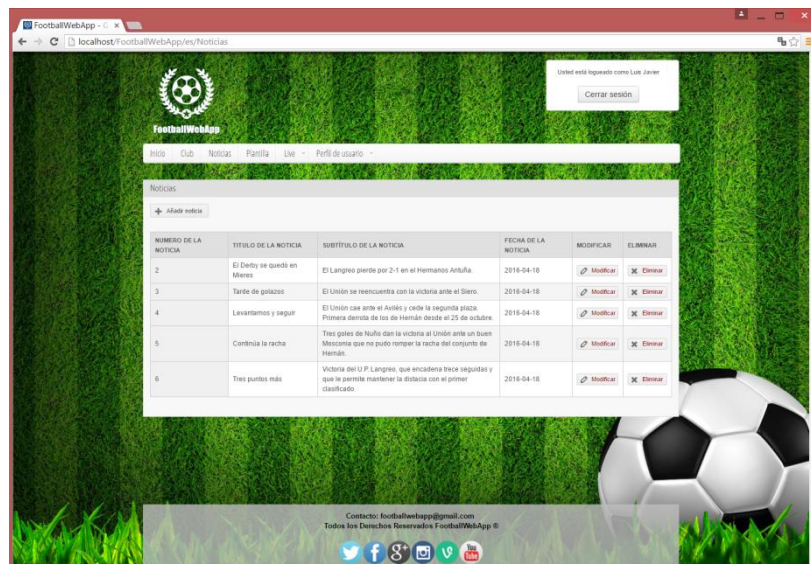 FootballWebApp - G
localhost/FootballWebApp/es/Noticias
Usted está logueado como Luis Javier
Cerrar sesión
FootballWebApp
Inicio Club Noticias Plantilla Live Perfil de usuario
Noticias
Añadir noticia
NUMERO DE LA NOTICIA
TITULO DE LA NOTICIA
SUBTÍTULO DE LA NOTICIA
FECHA DE LA NOTICIA
MODIFICAR
ELIMINAR
2
El Derby se quedó en
Mieres
El Langreo pierde por 2-1 en el Hermanos Antuña.
2016-04-18
Modificar
Eliminar
3
Tarde de golazos
El Unión se reencuentra con la victoria ante el Siero.
2016-04-18
Modificar
Eliminar
4
Levantarnos y seguir
El Unión cae ante el Avilés y cede la segunda plaza.
Primera derrota de los de Hernán desde el 25 de octubre.
2016-04-18
Modificar
Eliminar
5
Continúa la racha
Tres goles de Nuño dan la victoria al Unión ante un buen
Mosconia que no pudo romper la racha del conjunto de
Hernán.
2016-04-18
Modificar
Eliminar
6
Tres puntos más
Victoria del U.P. Langreo, que encadena trece seguidas y
que le permite mantener la distacia con el primer
clasificado.
2016-04-18
Modificar
Eliminar
Contacto: footballwebapp@gmail.com
Todos los Derechos Reservados FootballWebApp ®
You
Tube